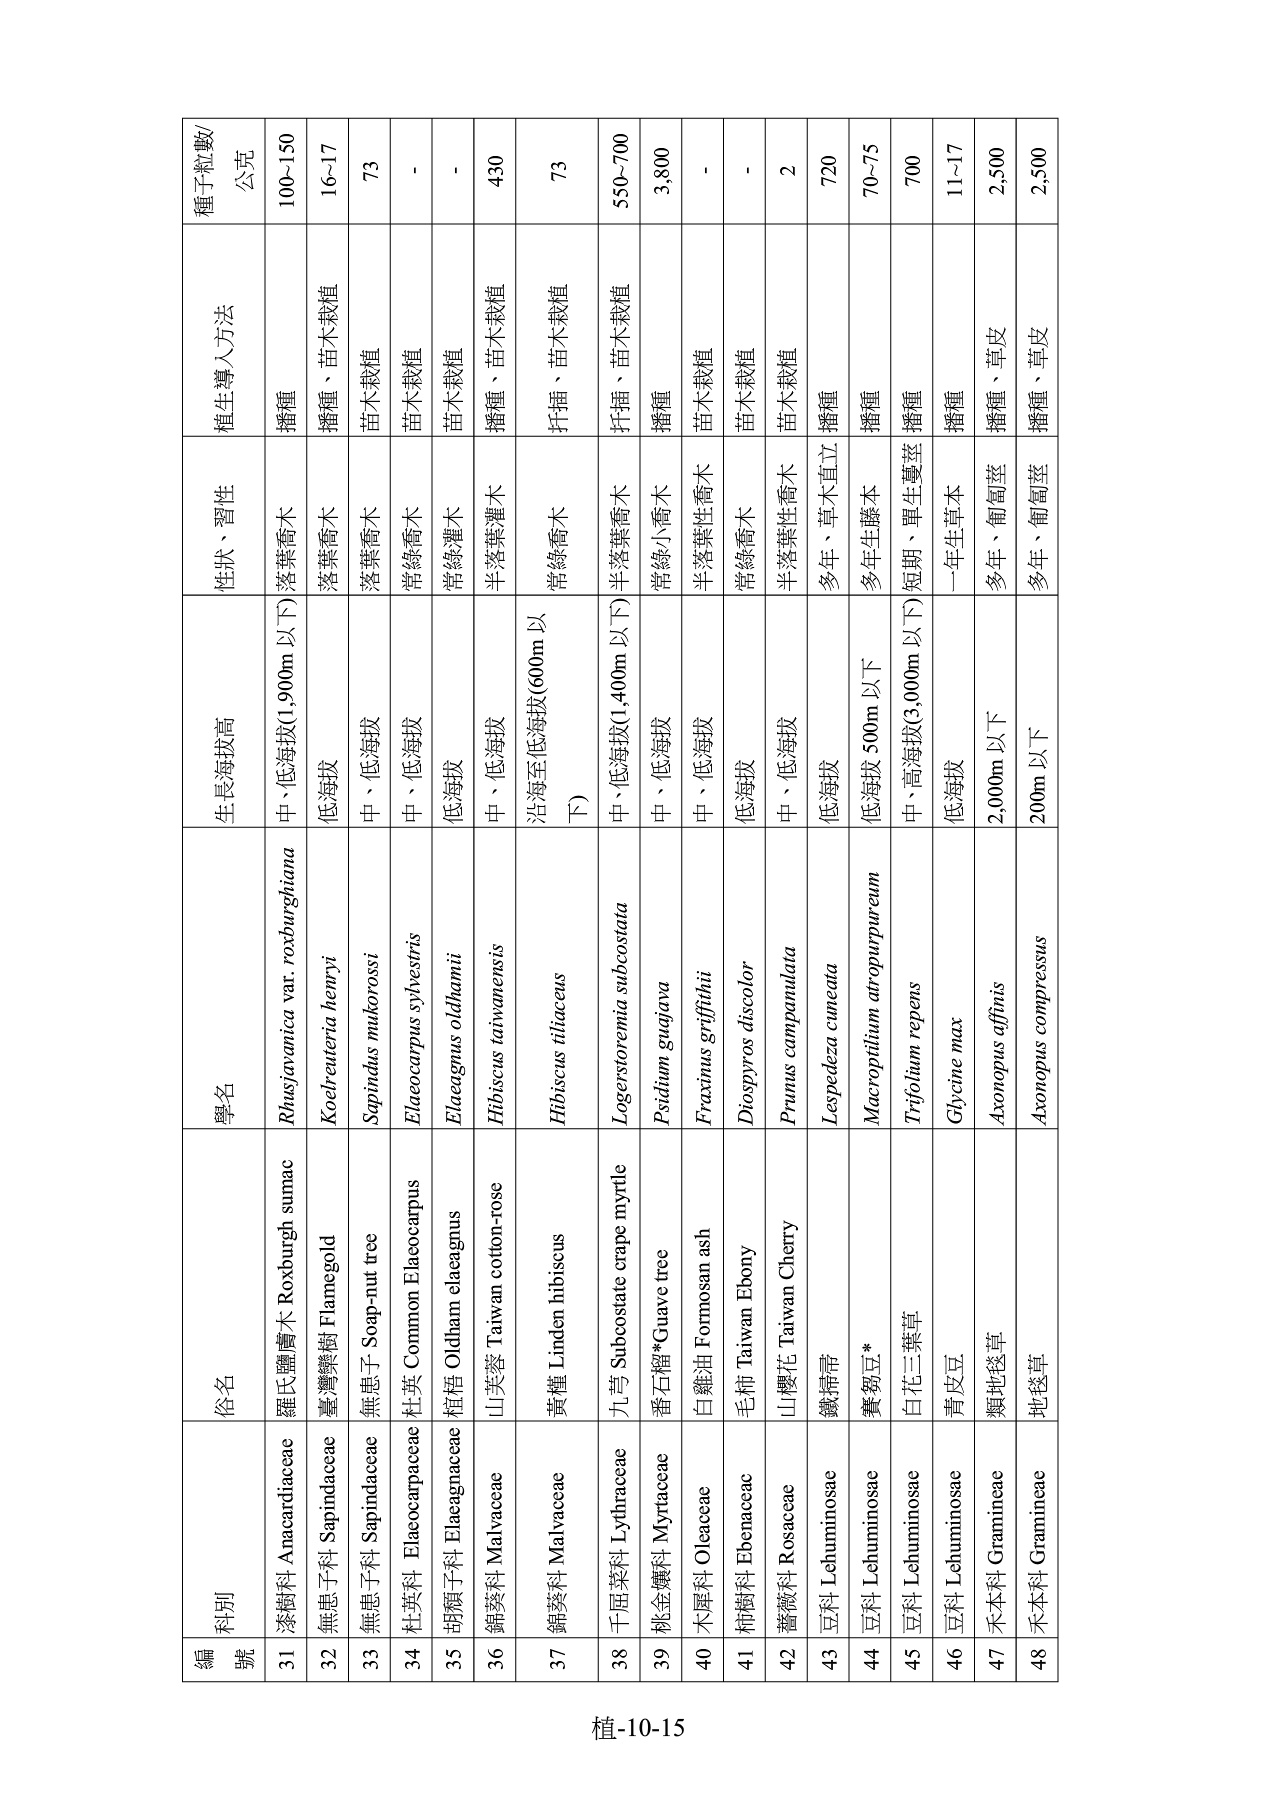 編號 科別 俗名 學名 生長海拔高 性狀、習性 植生導入方法 種子粒數/公克
31 漆樹科 Anacardiaceae 羅氏鹽膚木 Roxburgh sumac Rhusjavanica var. roxburghiana 中、低海拔(1,900m 以下) 落葉喬木 播種 100~150
32 無患子科 Sapindaceae 臺灣欒樹 Flamegold Koelreuteria henryi 低海拔 落葉喬木 播種、苗木栽植 16~17
33 無患子科 Sapindaceae 無患子 Soap-nut tree Sapindus mukorossi 中、低海拔 落葉喬木 苗木栽植 73
34 杜英科 Elaeocarpaceae 杜英 Common Elaeocarpus Elaeocarpus sylvestris 中、低海拔 常綠喬木 苗木栽植 -
35 胡頹子科 Elaeagnaceae 植梧 Oldham elaeagnus Elaeagnus oldhamii 低海拔 常綠灌木 苗木栽植 -
36 錦葵科 Malvaceae 山芙蓉 Taiwan cotton-rose Hibiscus taiwanensis 中、低海拔 半落葉灌木 播種、苗木栽植 430
37 錦葵科 Malvaceae 黃槿 Linden hibiscus Hibiscus tiliaceus 沿海至低海拔(600m 以下) 常綠喬木 扦插、苗木栽植 73
38 千屈菜科 Lythraceae 九芎 Subcostate crape myrtle Logerstoremia subcostata 中、低海拔(1,400m 以下) 半落葉喬木 扦插、苗木栽植 550~700
39 桃金孃科 Myrtaceae 番石榴*Guave tree Psidium guajava 中、低海拔 常綠小喬木 播種 3,800
40 木犀科 Oleaceae 白雞油 Formosan ash Fraxinus griffithii 中、低海拔 半落葉性喬木 苗木栽植 -
41 柿樹科 Ebenaceac 毛柿 Taiwan Ebony Diospyros discolor 低海拔 常綠喬木 苗木栽植 -
42 薔薇科 Rosaceae 山櫻花 Taiwan Cherry Prunus campanulata 中、低海拔 半落葉性喬木 苗木栽植 2
43 豆科 Lehuminosae 鐵掃帚 Lespedeza cuneata 低海拔 多年、草木直立 播種 720
44 豆科 Lehuminosae 賽芻豆* Macroptilium atropurpureum 低海拔 500m 以下 多年生藤本 播種 70~75
45 豆科 Lehuminosae 白花三葉草 Trifolium repens 中、高海拔(3,000m 以下) 短期、單生蔓莖 播種 700
46 豆科 Lehuminosae 青皮豆 Glycine max 低海拔 一年生草本 播種 11~17
47 禾本科 Gramineae 類地毯草 Axonopus affinis 2,000m 以下 多年、匍匐莖 播種、草皮 2,500
48 禾本科 Gramineae 地毯草 Axonopus compressus 200m 以下 多年、匍匐莖 播種、草皮 2,500
植-10-15